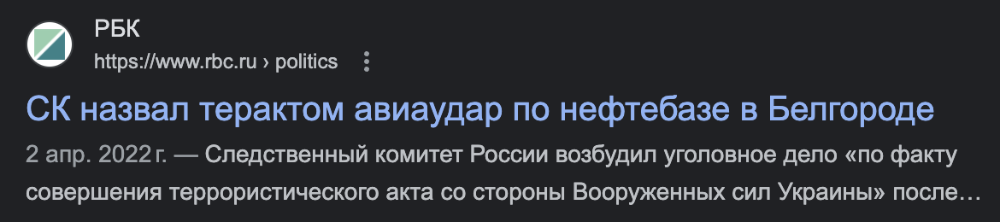 РБК
https://www.rbc.ru › politics
СК назвал терактом авиаудар по нефтебазе в Белгороде
2 апр. 2022 г. — Следственный комитет России возбудил уголовное дело «по факту
совершения террористического акта со стороны Вооруженных сил Украины» после…